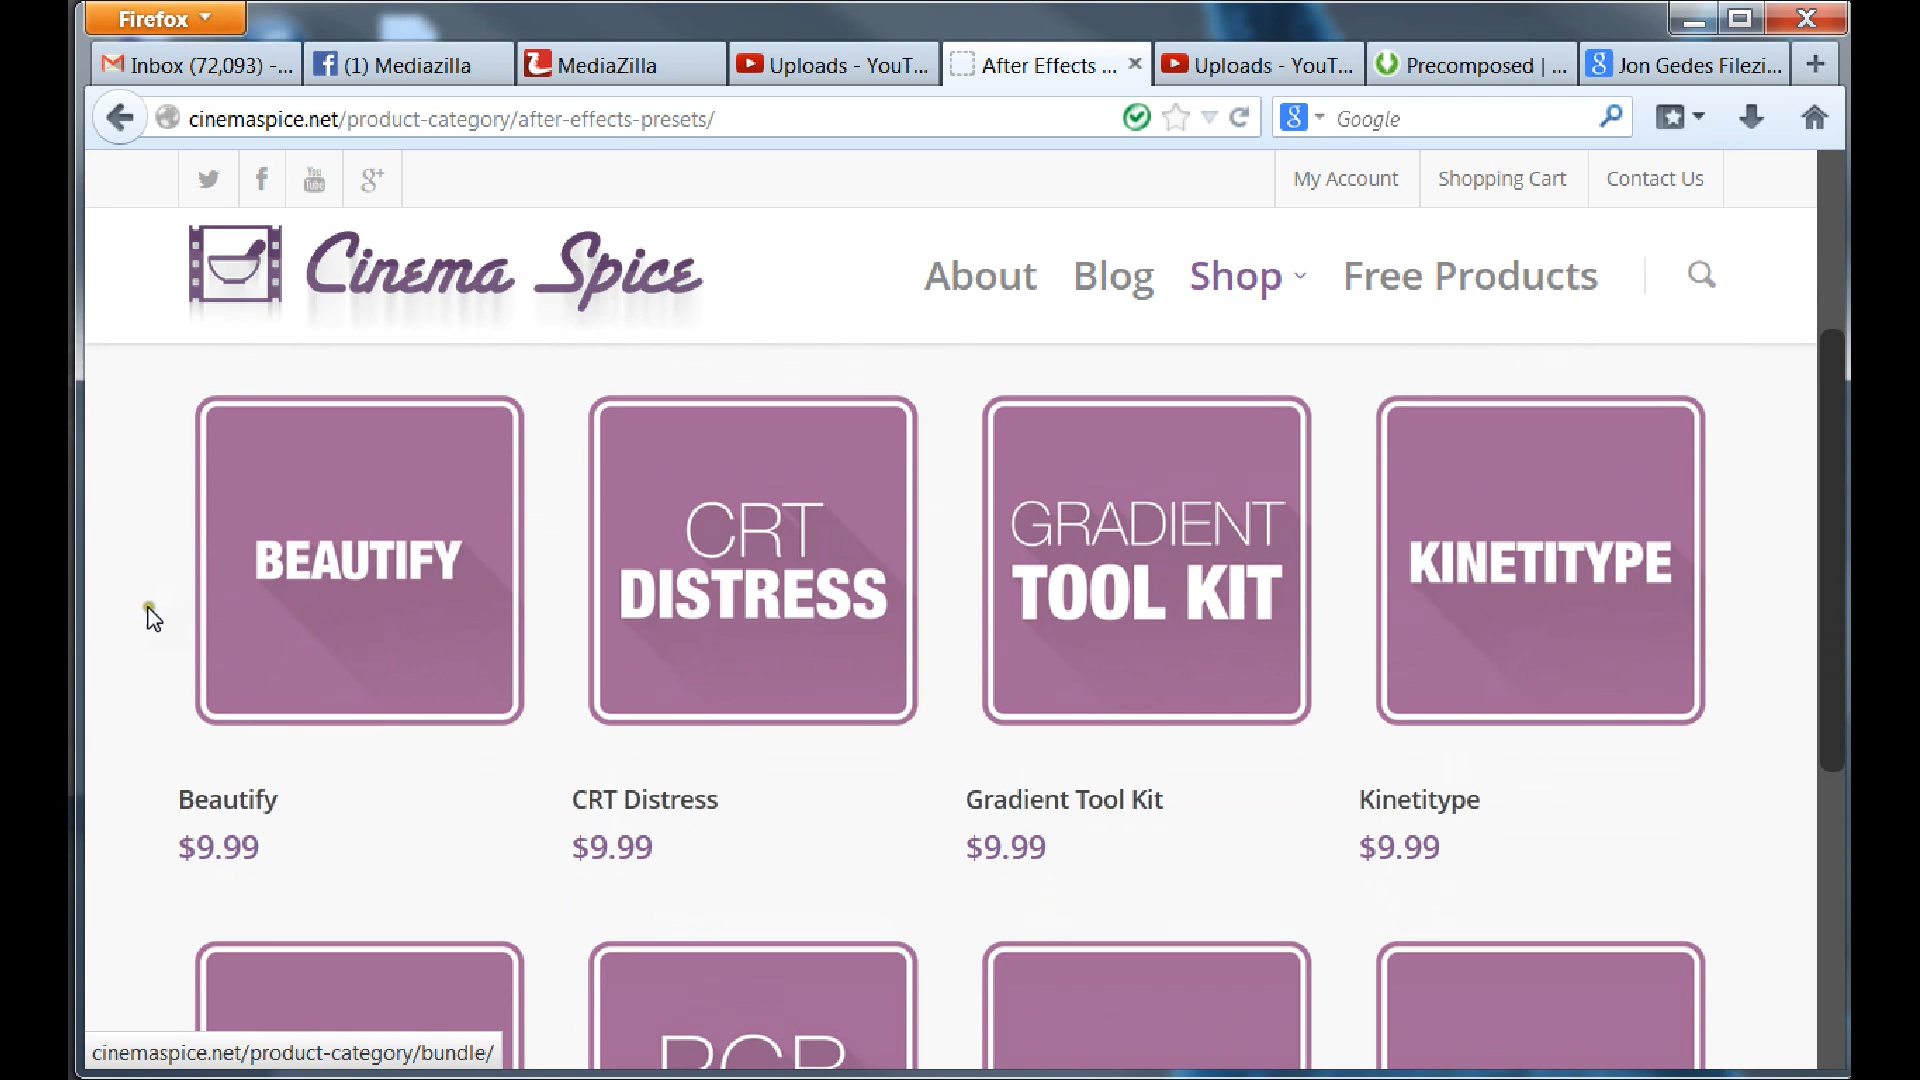 Firefox
Inbox (72,093) -...
(1) Mediazilla
MediaZilla
Uploads - YouT...
After Effects ...
Uploads - YouT...
Precomposed | ...
Jon Gedes Filezi...
cinemaspice.net/product-category/after-effects-presets/
Google
My Account
Shopping Cart
Contact Us
Cinema Spice
About
Blog
Shop
Free Products
BEAUTIFY
CRT
DISTRESS
GRADIENT
TOOL KIT
KINETITYPE
Beautify
CRT Distress
Gradient Tool Kit
Kinetitype
$9.99
$9.99
$9.99
$9.99
cinemaspice.net/product-category/bundle/